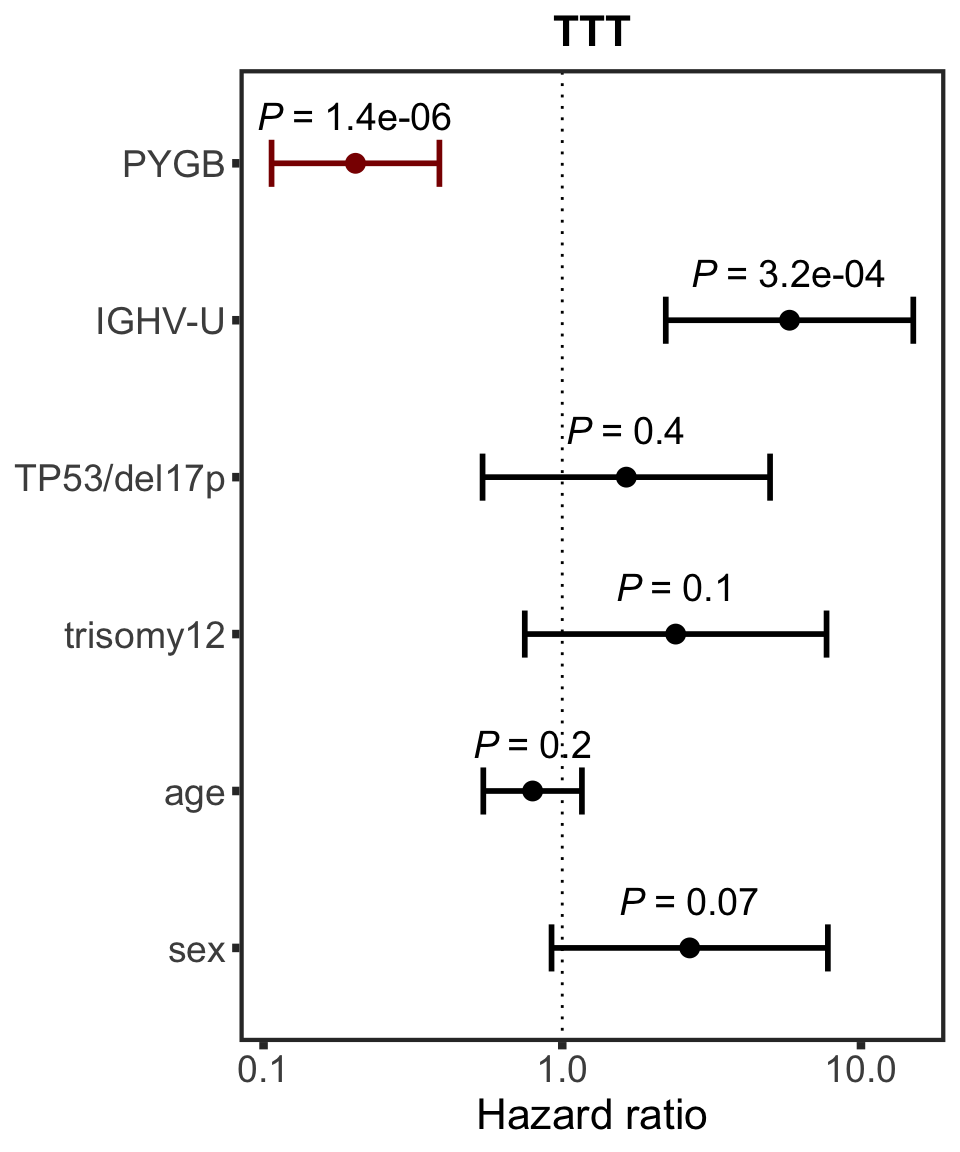 TTT
P = 1.4e-06
PYGB
P = 3.2e-04
IGHV-U
P = 0.4
TP53/del17p
P = 0.1
trisomy12
P = 0.2
age
P = 0.07
sex
0.1 1.0 10.0
Hazard ratio